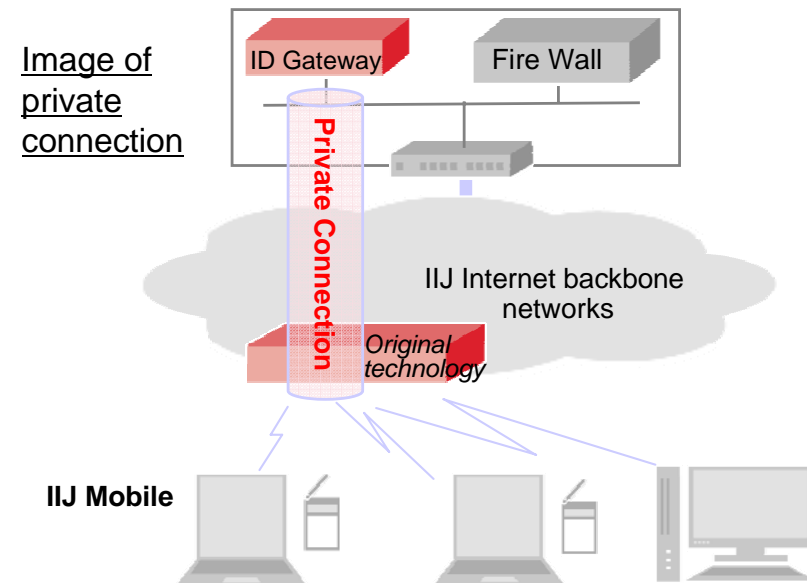 Image of
private
connection
ID Gateway
Fire Wall
Private Connection
IIJ Internet backbone
networks
Original
technology
IIJ Mobile